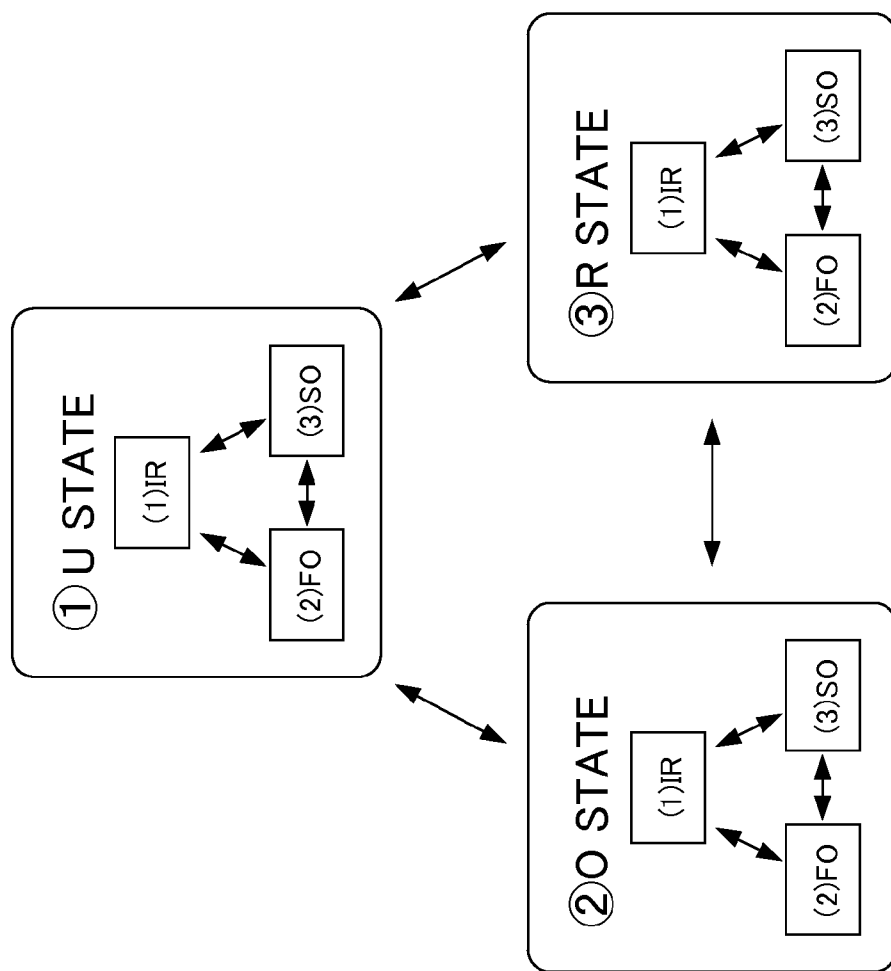 ①U STATE
(1)IR
(2)FO
(3)SO
②O STATE
(1)IR
(2)FO
(3)SO
③R STATE
(1)IR
(2)FO
(3)SO